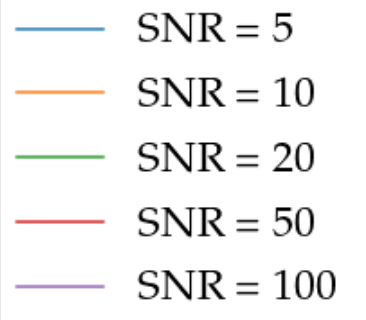 SNR = 5
SNR = 10
SNR = 20
SNR = 50
SNR = 100